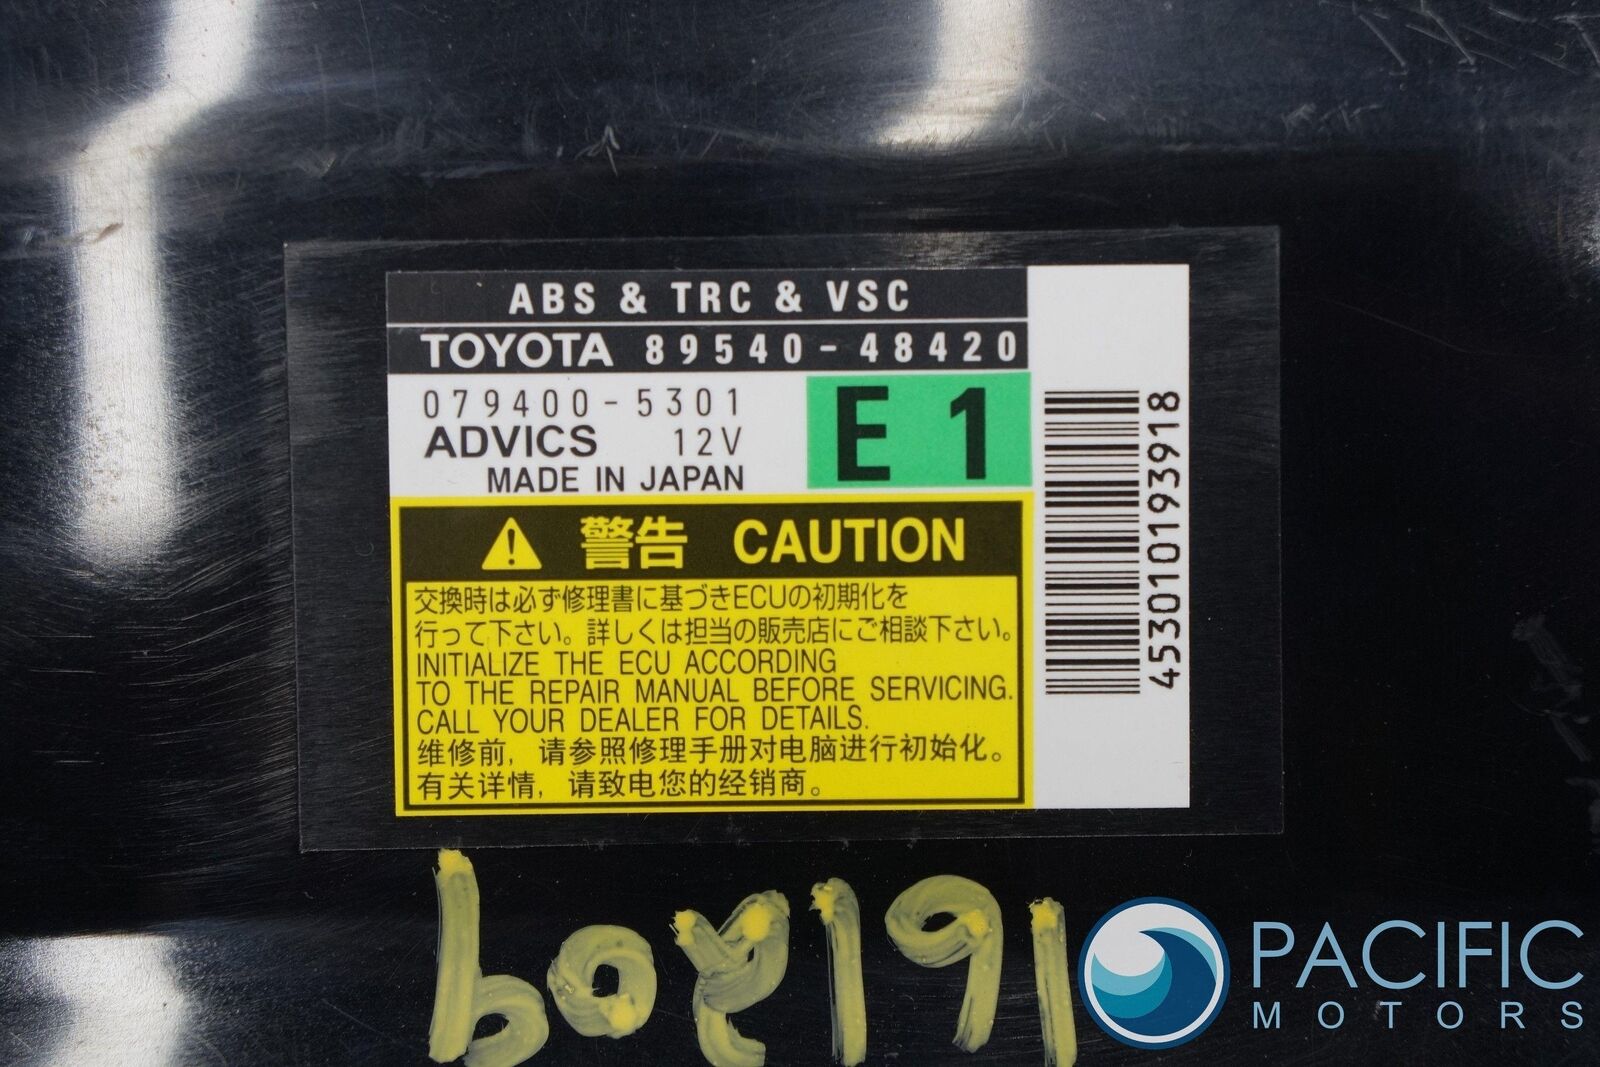 ABS & TRC & VSC
TOYOTA 89540-48420
079400-5301
ADVICS 12V
MADE IN JAPAN
E 1
警告 CAUTION
交換時は必ず修理書に基づきECUの初期化を
行って下さい。詳しくは担当の販売店にご相談下さい。
INITIALIZE THE ECU ACCORDING
TO THE REPAIR MANUAL BEFORE SERVICING.
CALL YOUR DEALER FOR DETAILS.
维修前, 请参照修理手册对电脑进行初始化。
有关详情, 请致电您的经销商。
453010193918
PACIFIC
MOTORS